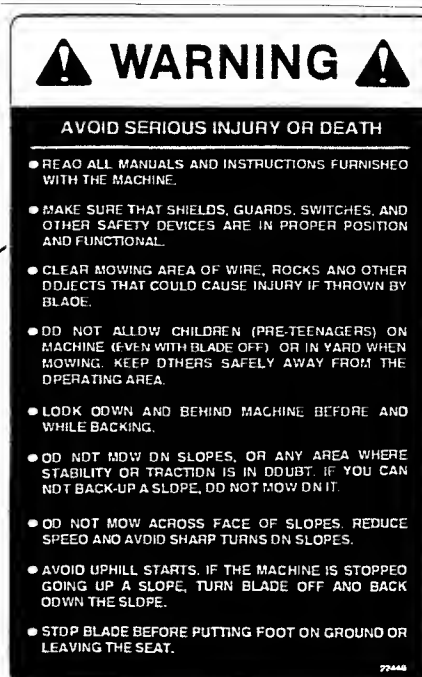 WARNING
AVOID SERIOUS INJURY OR DEATH
● READ ALL MANUALS AND INSTRUCTIONS FURNISHED
WITH THE MACHINE.
● MAKE SURE THAT SHIELDS, GUARDS, SWITCHES, AND
OTHER SAFETY DEVICES ARE IN PROPER POSITION
AND FUNCTIONAL.
● CLEAR MOWING AREA OF WIRE, ROCKS AND OTHER
OBJECTS THAT COULD CAUSE INJURY IF THROWN BY
BLADE.
● DO NOT ALLOW CHILDREN (PRE-TEENAGERS) ON
MACHINE (EVEN WITH BLADE OFF) OR IN YARD WHEN
MOWING. KEEP OTHERS SAFELY AWAY FROM THE
OPERATING AREA.
● LOOK DOWN AND BEHIND MACHINE BEFORE AND
WHILE BACKING.
● DO NOT MOW ON SLOPES, OR ANY AREA WHERE
STABILITY OR TRACTION IS IN DOUBT. IF YOU CAN
NOT BACK-UP A SLOPE, DO NOT MOW ON IT.
● DO NOT MOW ACROSS FACE OF SLOPES. REDUCE
SPEED AND AVOID SHARP TURNS ON SLOPES.
● AVOID UPHILL STARTS. IF THE MACHINE IS STOPPED
GOING UP A SLOPE, TURN BLADE OFF AND BACK
DOWN THE SLOPE.
● STOP BLADE BEFORE PUTTING FOOT ON GROUND OR
LEAVING THE SEAT.
22448